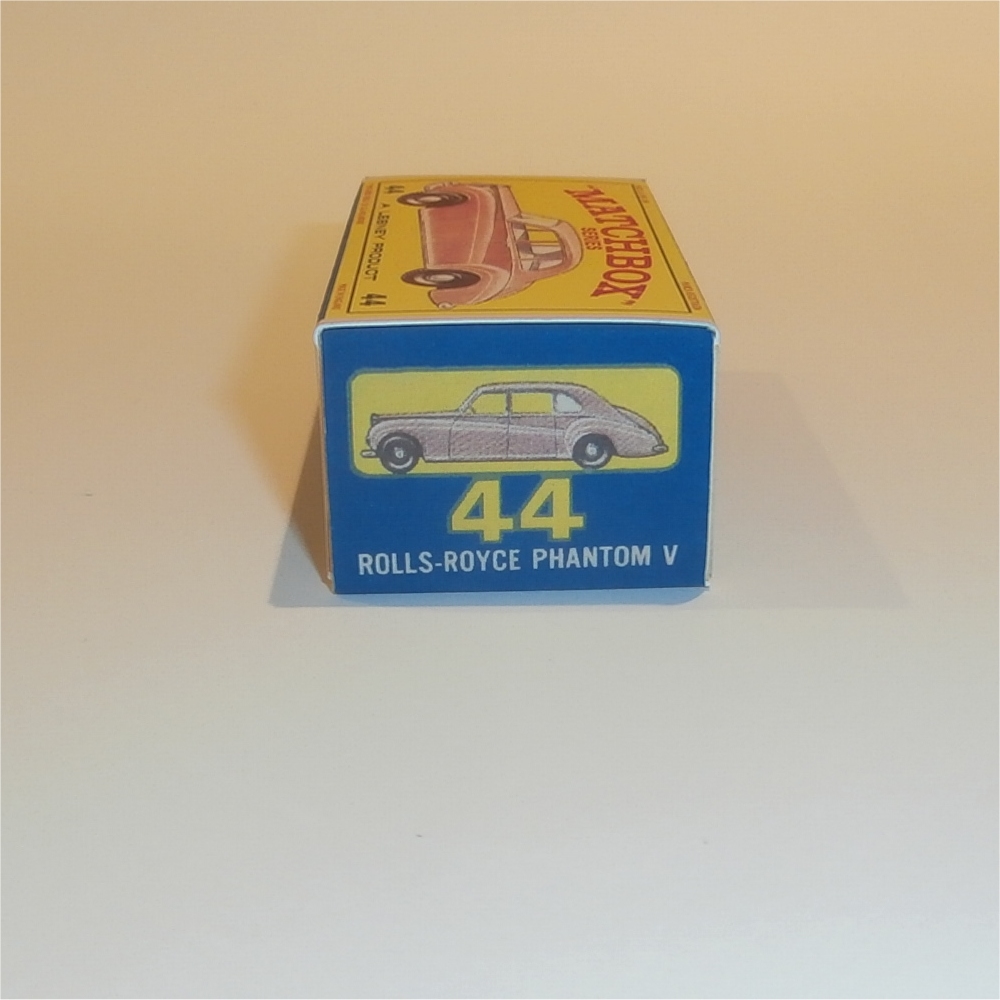 "MATCHBOX"
SERIES
44 A LESNEY PRODUCT 44
44
ROLLS-ROYCE PHANTOM V